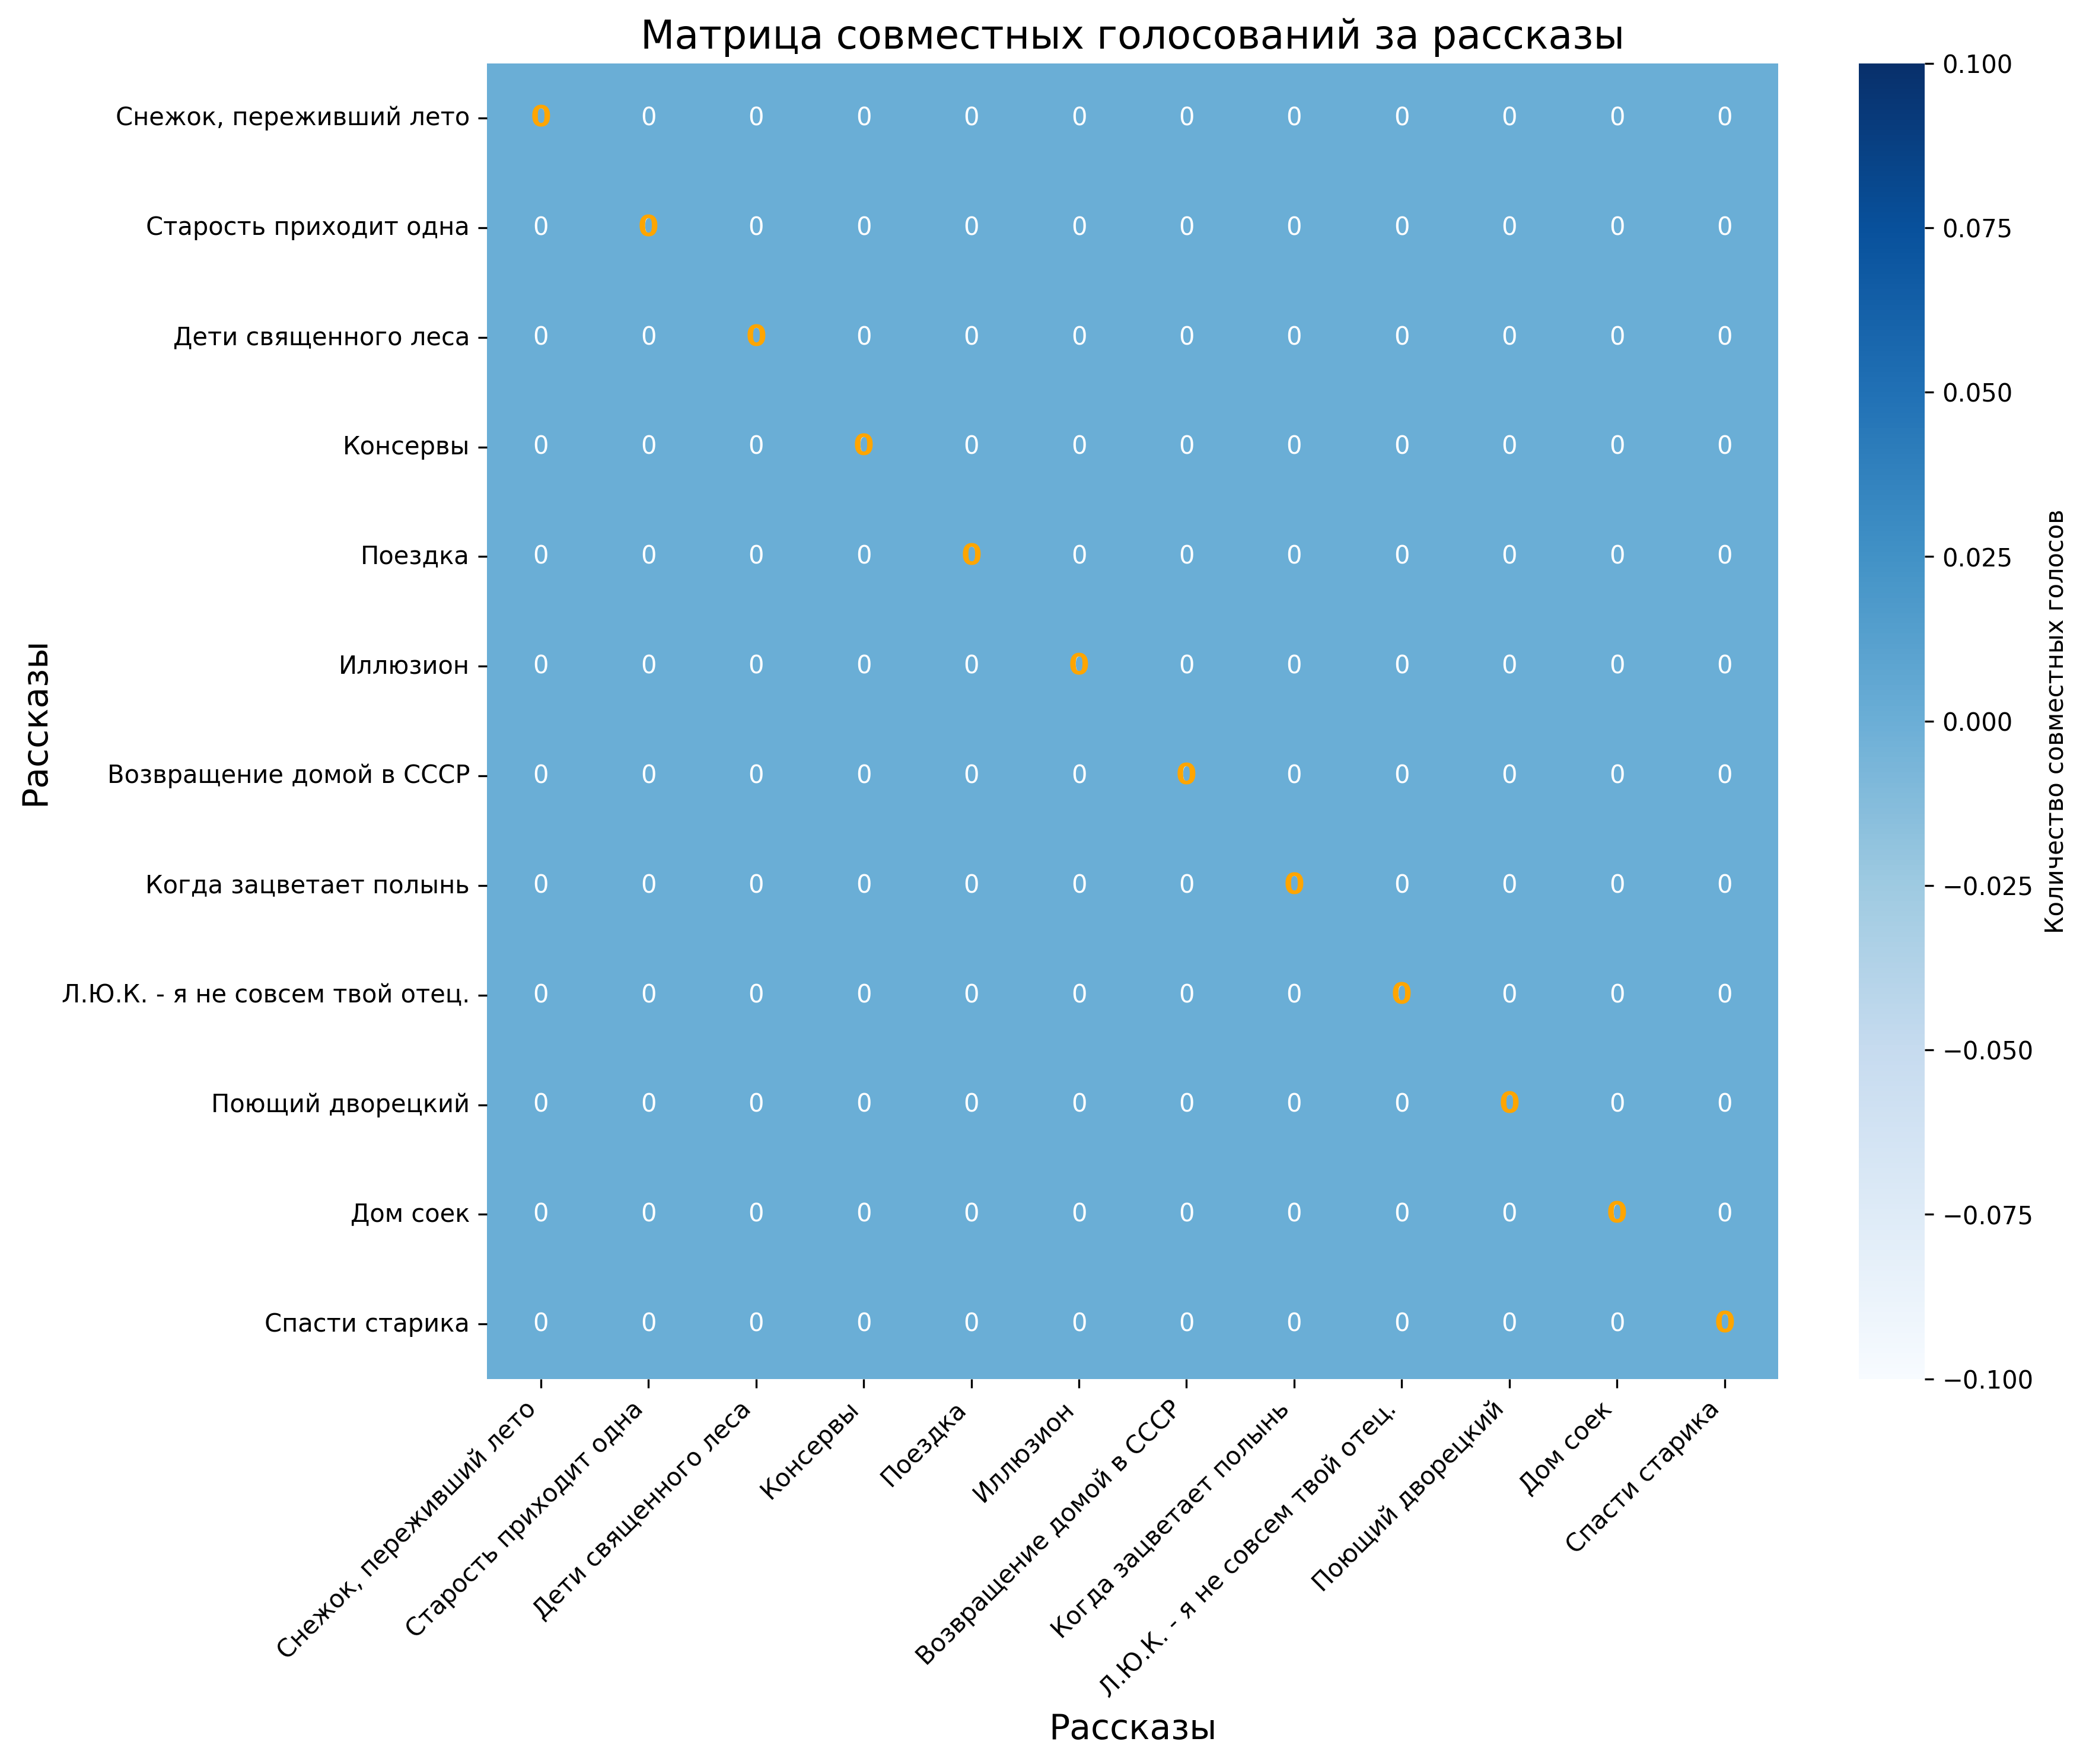 Матрица совместных голосований за рассказы
Рассказы
Снежок, переживший лето 0 0 0 0 0 0 0 0 0 0 0 0
Старость приходит одна 0 0 0 0 0 0 0 0 0 0 0 0
Дети священного леса 0 0 0 0 0 0 0 0 0 0 0 0
Консервы 0 0 0 0 0 0 0 0 0 0 0 0
Поездка 0 0 0 0 0 0 0 0 0 0 0 0
Иллюзион 0 0 0 0 0 0 0 0 0 0 0 0
Возвращение домой в СССР 0 0 0 0 0 0 0 0 0 0 0 0
Когда зацветает полынь 0 0 0 0 0 0 0 0 0 0 0 0
Л.Ю.К. - я не совсем твой отец. 0 0 0 0 0 0 0 0 0 0 0 0
Поющий дворецкий 0 0 0 0 0 0 0 0 0 0 0 0
Дом соек 0 0 0 0 0 0 0 0 0 0 0 0
Спасти старика 0 0 0 0 0 0 0 0 0 0 0 0
Снежок, переживший лето
Старость приходит одна
Дети священного леса
Консервы
Поездка
Иллюзион
Возвращение домой в СССР
Когда зацветает полынь
Л.Ю.К. - я не совсем твой отец.
Поющий дворецкий
Дом соек
Спасти старика
Рассказы
0.100
0.075
0.050
0.025
0.000
−0.025
−0.050
−0.075
−0.100
Количество совместных голосов